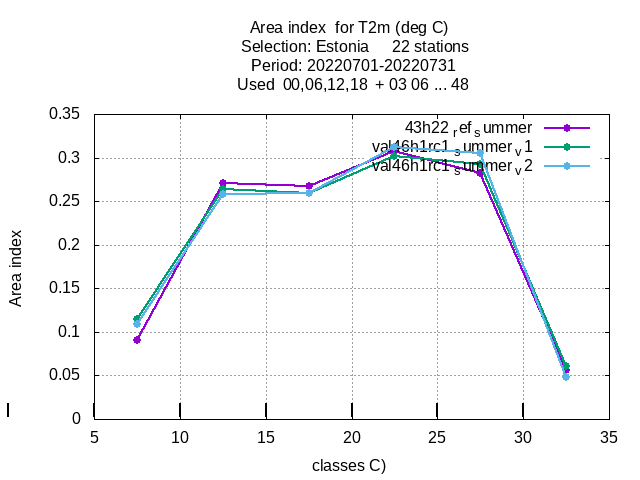 Area index  for T2m (deg C)
Selection: Estonia     22 stations
Period: 20220701-20220731
Used  00,06,12,18  + 03 06 ... 48
43h22_ref_summer
val46h1rc1_summer_v1
val46h1rc1_summer_v2
0.35
0.3
0.25
0.2
0.15
0.1
0.05
0
Area index
5 10 15 20 25 30 35
classes C)